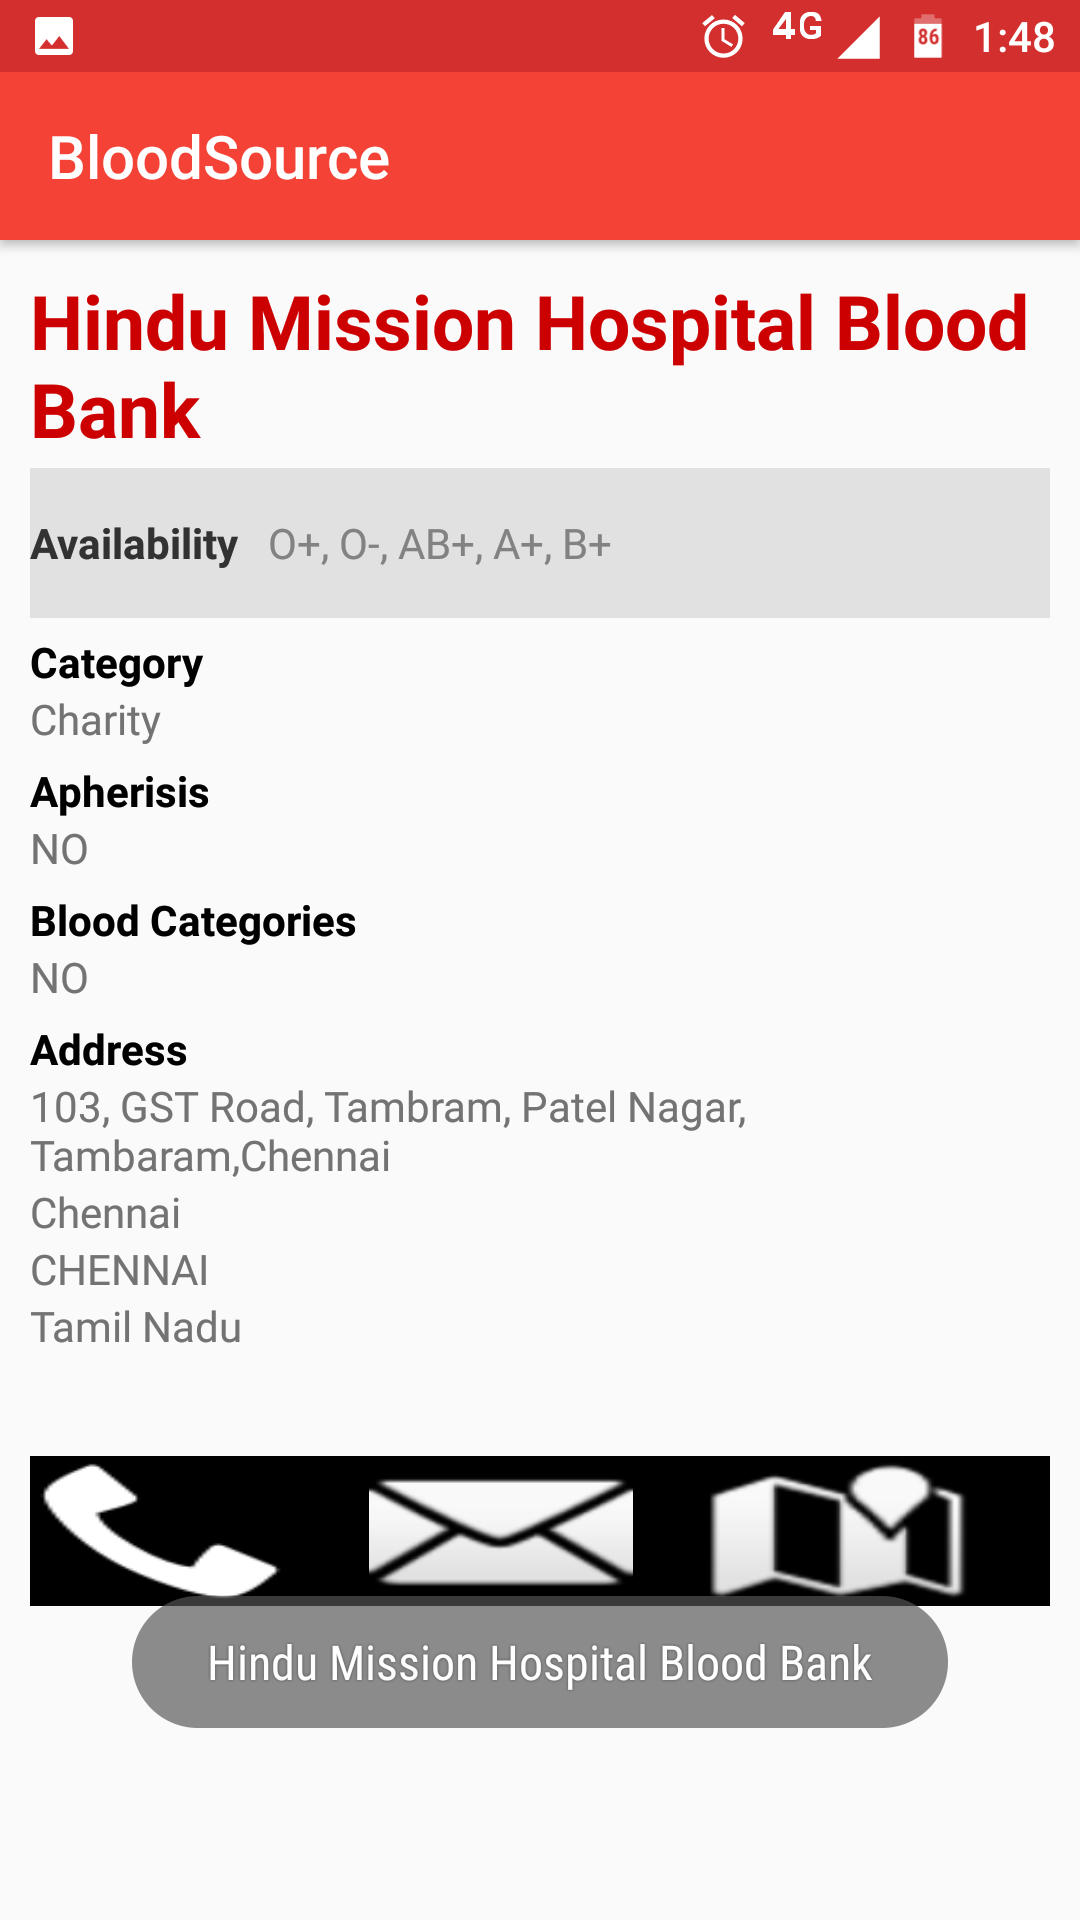 4G 86 1:48
BloodSource
Hindu Mission Hospital Blood
Bank
Availability O+, O-, AB+, A+, B+
Category
Charity
Apherisis
NO
Blood Categories
NO
Address
103, GST Road, Tambram, Patel Nagar,
Tambaram,Chennai
Chennai
CHENNAI
Tamil Nadu
Hindu Mission Hospital Blood Bank